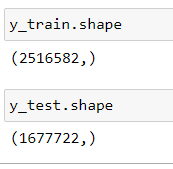 y_train.shape
(2516582,)
y_test.shape
(1677722,)